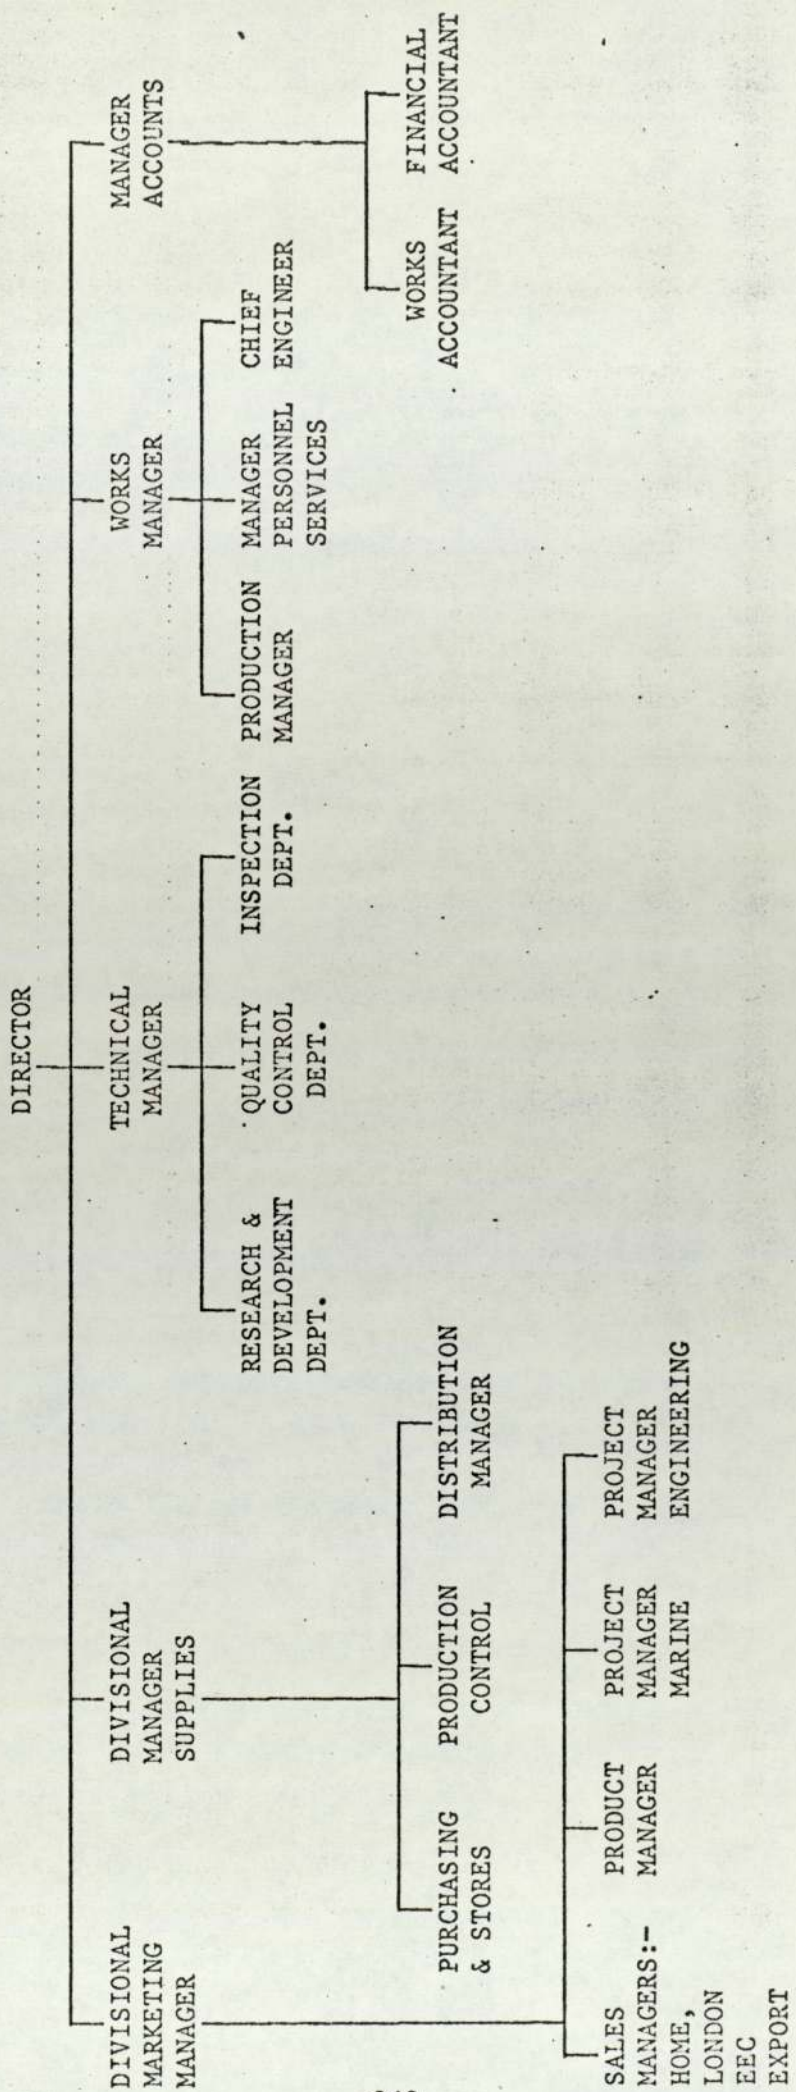 DIRECTOR
DIVISIONAL
MARKETING
MANAGER
DIVISIONAL
MANAGER
SUPPLIES
TECHNICAL
MANAGER
WORKS
MANAGER
MANAGER
ACCOUNTS
RESEARCH &
DEVELOPMENT
DEPT.
QUALITY
CONTROL
DEPT.
INSPECTION
DEPT.
PRODUCTION
MANAGER
MANAGER
PERSONNEL
SERVICES
CHIEF
ENGINEER
PURCHASING
& STORES
PRODUCTION
CONTROL
DISTRIBUTION
MANAGER
WORKS
ACCOUNTANT
FINANCIAL
ACCOUNTANT
SALES
MANAGERS:-
HOME,
LONDON
EEC
EXPORT
PRODUCT
MANAGER
PROJECT
MANAGER
MARINE
PROJECT
MANAGER
ENGINEERING